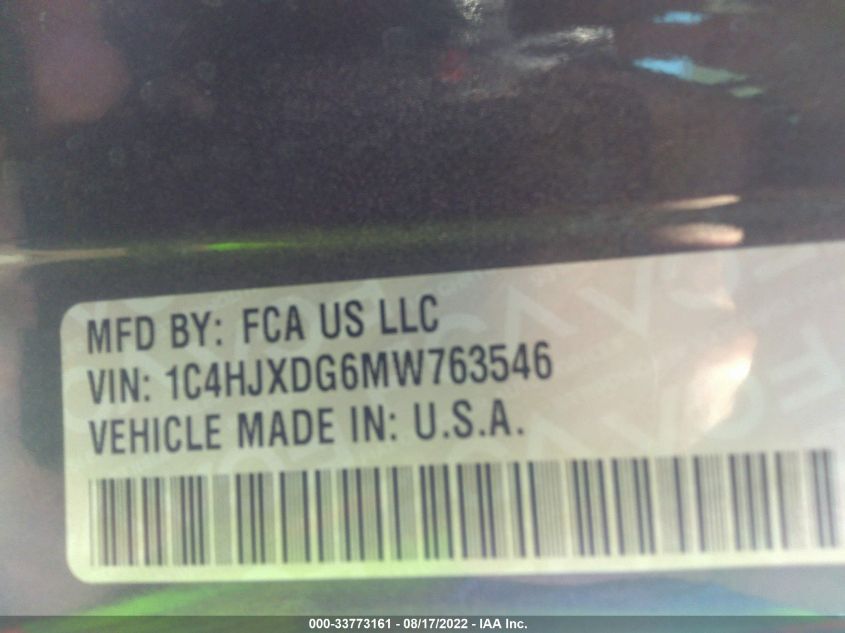 MFD BY: FCA US LLC
VIN: 1C4HJXDG6MW763546
VEHICLE MADE IN: U.S.A.
000-33773161 - 08/17/2022 - IAA Inc.